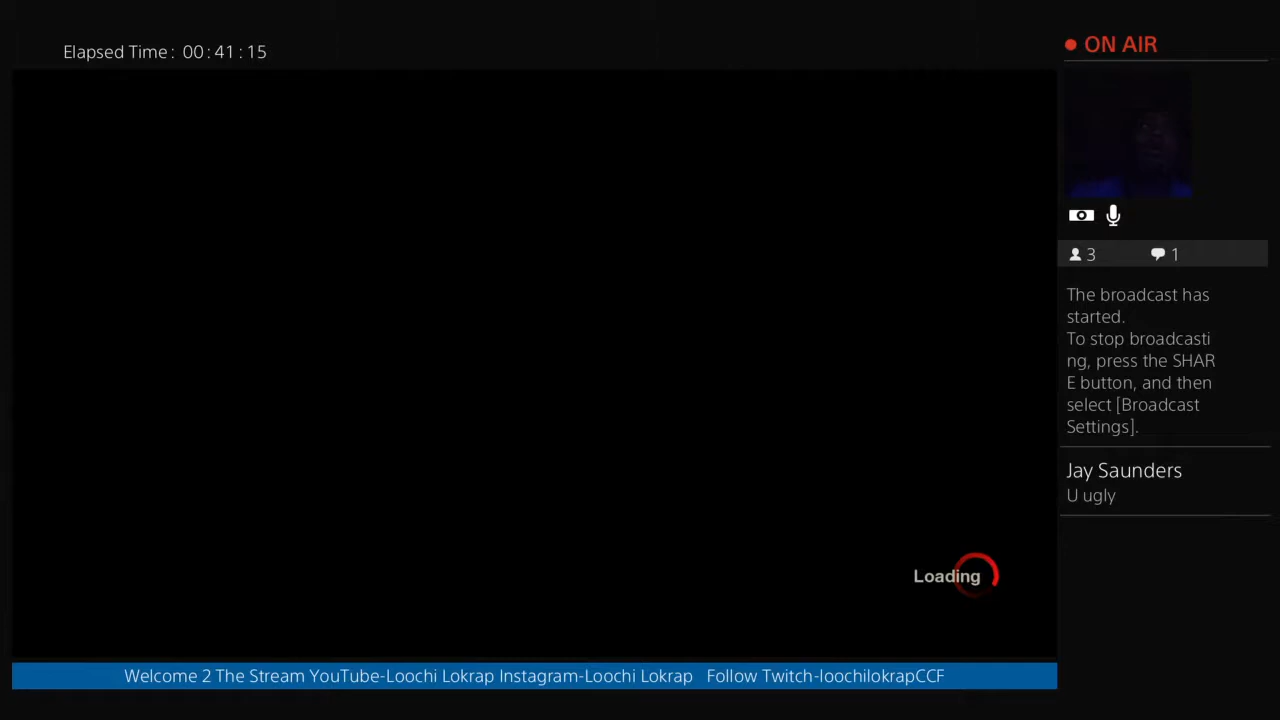 Elapsed Time: 00:41:15
ON AIR
3 1
The broadcast has
started.
To stop broadcasti
ng, press the SHAR
E button, and then
select [Broadcast
Settings].
Jay Saunders
U ugly
Loading
Welcome 2 The Stream YouTube-Loochi Lokrap Instagram-Loochi Lokrap Follow Twitch-loochilokrapCCF